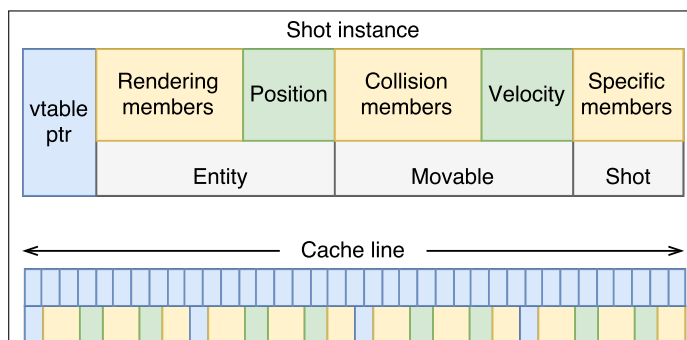 Shot instance
vtable
ptr
Rendering
members
Position
Collision
members
Velocity
Specific
members
Entity
Movable
Shot
Cache line